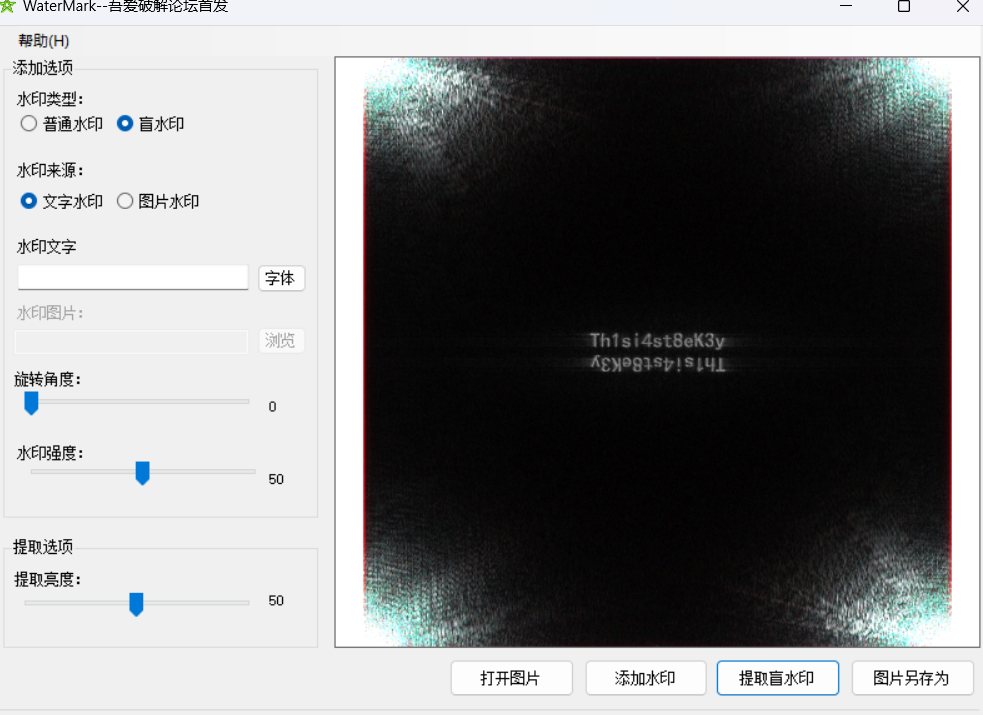 WaterMark--吾爱破解论坛首发
帮助(H)
添加选项
水印类型:
普通水印 盲水印
水印来源:
文字水印 图片水印
水印文字
字体
水印图片:
浏览
旋转角度:
0
水印强度:
50
提取选项
提取亮度:
50
Th1si4st8eK3y
Th1si4st8eK3y
打开图片 添加水印 提取盲水印 图片另存为